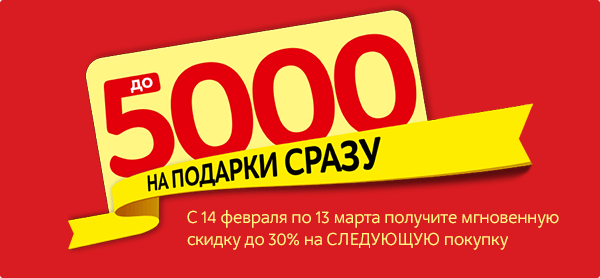 до
5000
НА ПОДАРКИ СРАЗУ
С 14 февраля по 13 марта получите мгновенную
скидку до 30% на СЛЕДУЮЩУЮ покупку